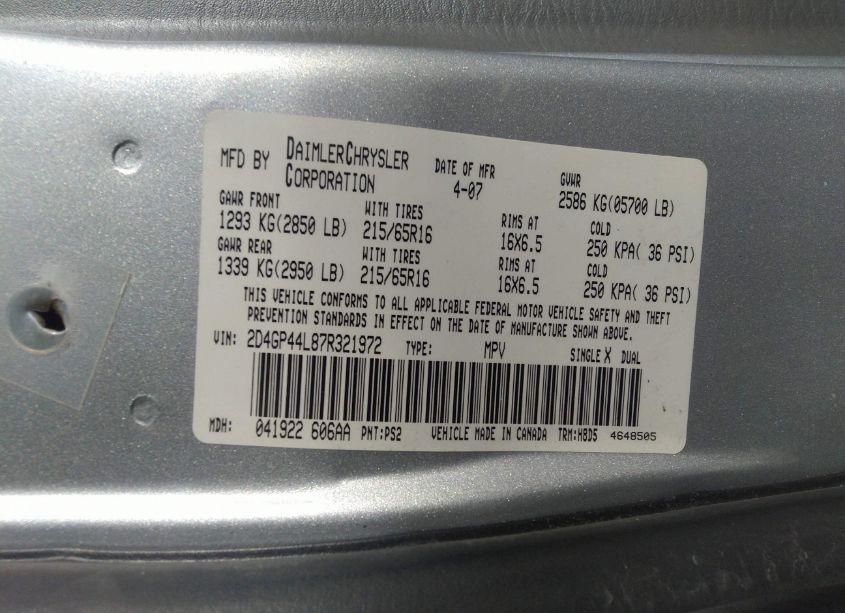 MFD BY DAIMLERCHRYSLER CORPORATION DATE OF MFR 4-07 GVWR 2586 KG(05700 LB)
GAWR FRONT WITH TIRES RIMS AT COLD
1293 KG(2850 LB) 215/65R16 16X6.5 250 KPA( 36 PSI)
GAWR REAR WITH TIRES RIMS AT COLD
1339 KG(2950 LB) 215/65R16 16X6.5 250 KPA( 36 PSI)
THIS VEHICLE CONFORMS TO ALL APPLICABLE FEDERAL MOTOR VEHICLE SAFETY AND THEFT
PREVENTION STANDARDS IN EFFECT ON THE DATE OF MANUFACTURE SHOWN ABOVE.
VIN: 2D4GP44L87R321972 TYPE: MPV SINGLE X DUAL
MDH: 041922 606AA PNT:PS2 VEHICLE MADE IN CANADA TRM:H8D5 4648505